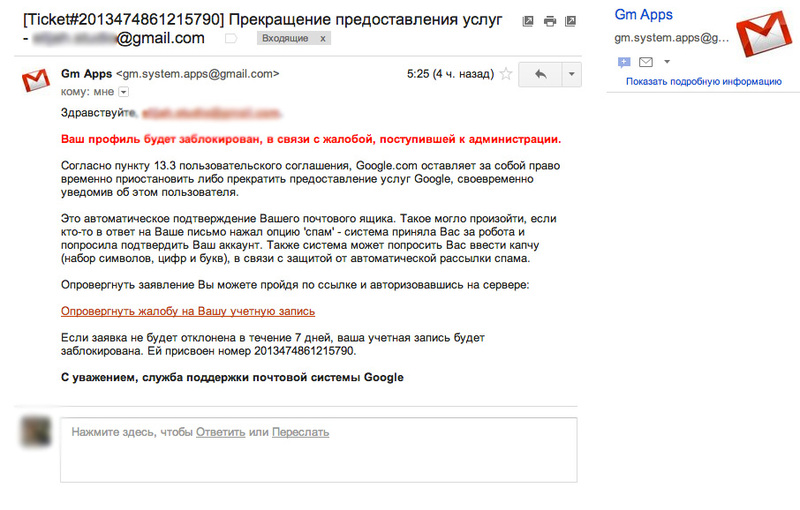 [Ticket#2013474861215790] Прекращение предоставления услуг
- @gmail.com Входящие x
Gm Apps <gm.system.apps@gmail.com> 5:25 (4 ч. назад)
кому: мне
Здравствуйте,
Ваш профиль будет заблокирован, в связи с жалобой, поступившей к администрации.
Согласно пункту 13.3 пользовательского соглашения, Google.com оставляет за собой право
временно приостановить либо прекратить предоставление услуг Google, своевременно
уведомив об этом пользователя.
Это автоматическое подтверждение Вашего почтового ящика. Такое могло произойти, если
кто-то в ответ на Ваше письмо нажал опцию 'спам' - система приняла Вас за робота и
попросила подтвердить Ваш аккаунт. Также система может попросить Вас ввести капчу
(набор символов, цифр и букв), в связи с защитой от автоматической рассылки спама.
Опровергнуть заявление Вы можете пройдя по ссылке и авторизовавшись на сервере:
Опровергнуть жалобу на Вашу учетную запись
Если заявка не будет отклонена в течение 7 дней, ваша учетная запись будет
заблокирована. Ей присвоен номер 2013474861215790.
С уважением, служба поддержки почтовой системы Google
Нажмите здесь, чтобы Ответить или Переслать
Gm Apps
gm.system.apps@g...
Показать подробную информацию